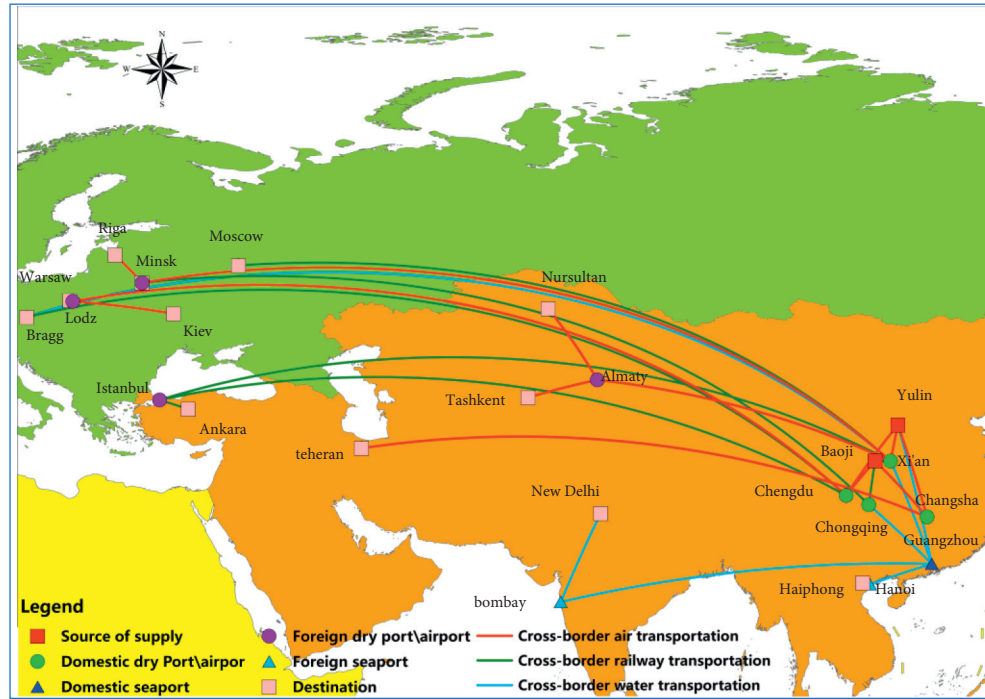 N
W E
S
Riga
Moscow
Warsaw
Minsk
Nursultan
Lodz
Bragg
Kiev
Istanbul
Almaty
Tashkent
Yulin
Ankara
teheran
Baoji
Xi'an
New Delhi
Chengdu
Changsha
Chongqing
Guangzhou
Haiphong
Hanoi
bombay
Legend
Source of supply
Foreign dry port\airport
Cross-border air transportation
Domestic dry Port\airpor
Foreign seaport
Cross-border railway transportation
Domestic seaport
Destination
Cross-border water transportation